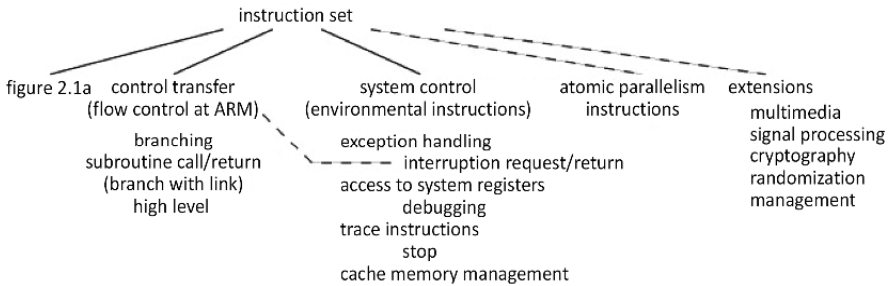 instruction set
figure 2.1a
control transfer
(flow control at ARM)
branching
subroutine call/return
(branch with link)
high level
system control
(environmental instructions)
exception handling
interruption request/return
access to system registers
debugging
trace instructions
stop
cache memory management
atomic parallelism
instructions
extensions
multimedia
signal processing
cryptography
randomization
management